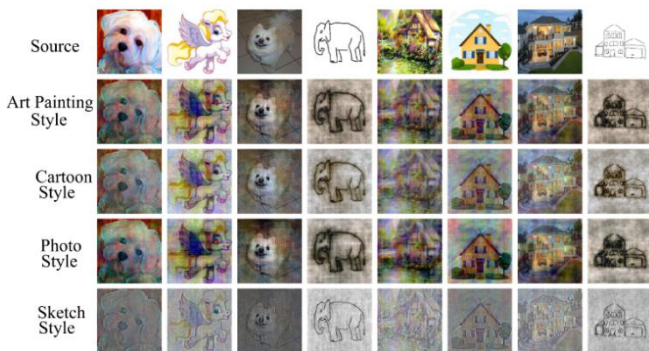 Source
Art Painting
Style
Cartoon
Style
Photo
Style
Sketch
Style